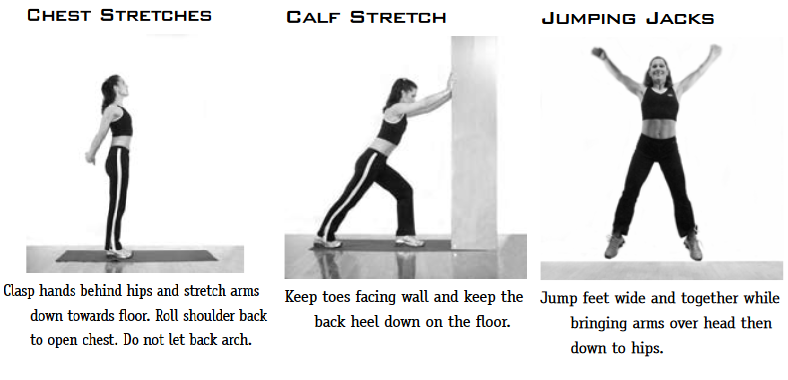 CHEST STRETCHES
Clasp hands behind hips and stretch arms
down towards floor. Roll shoulder back
to open chest. Do not let back arch.
CALF STRETCH
Keep toes facing wall and keep the
back heel down on the floor.
JUMPING JACKS
Jump feet wide and together while
bringing arms over head then
down to hips.